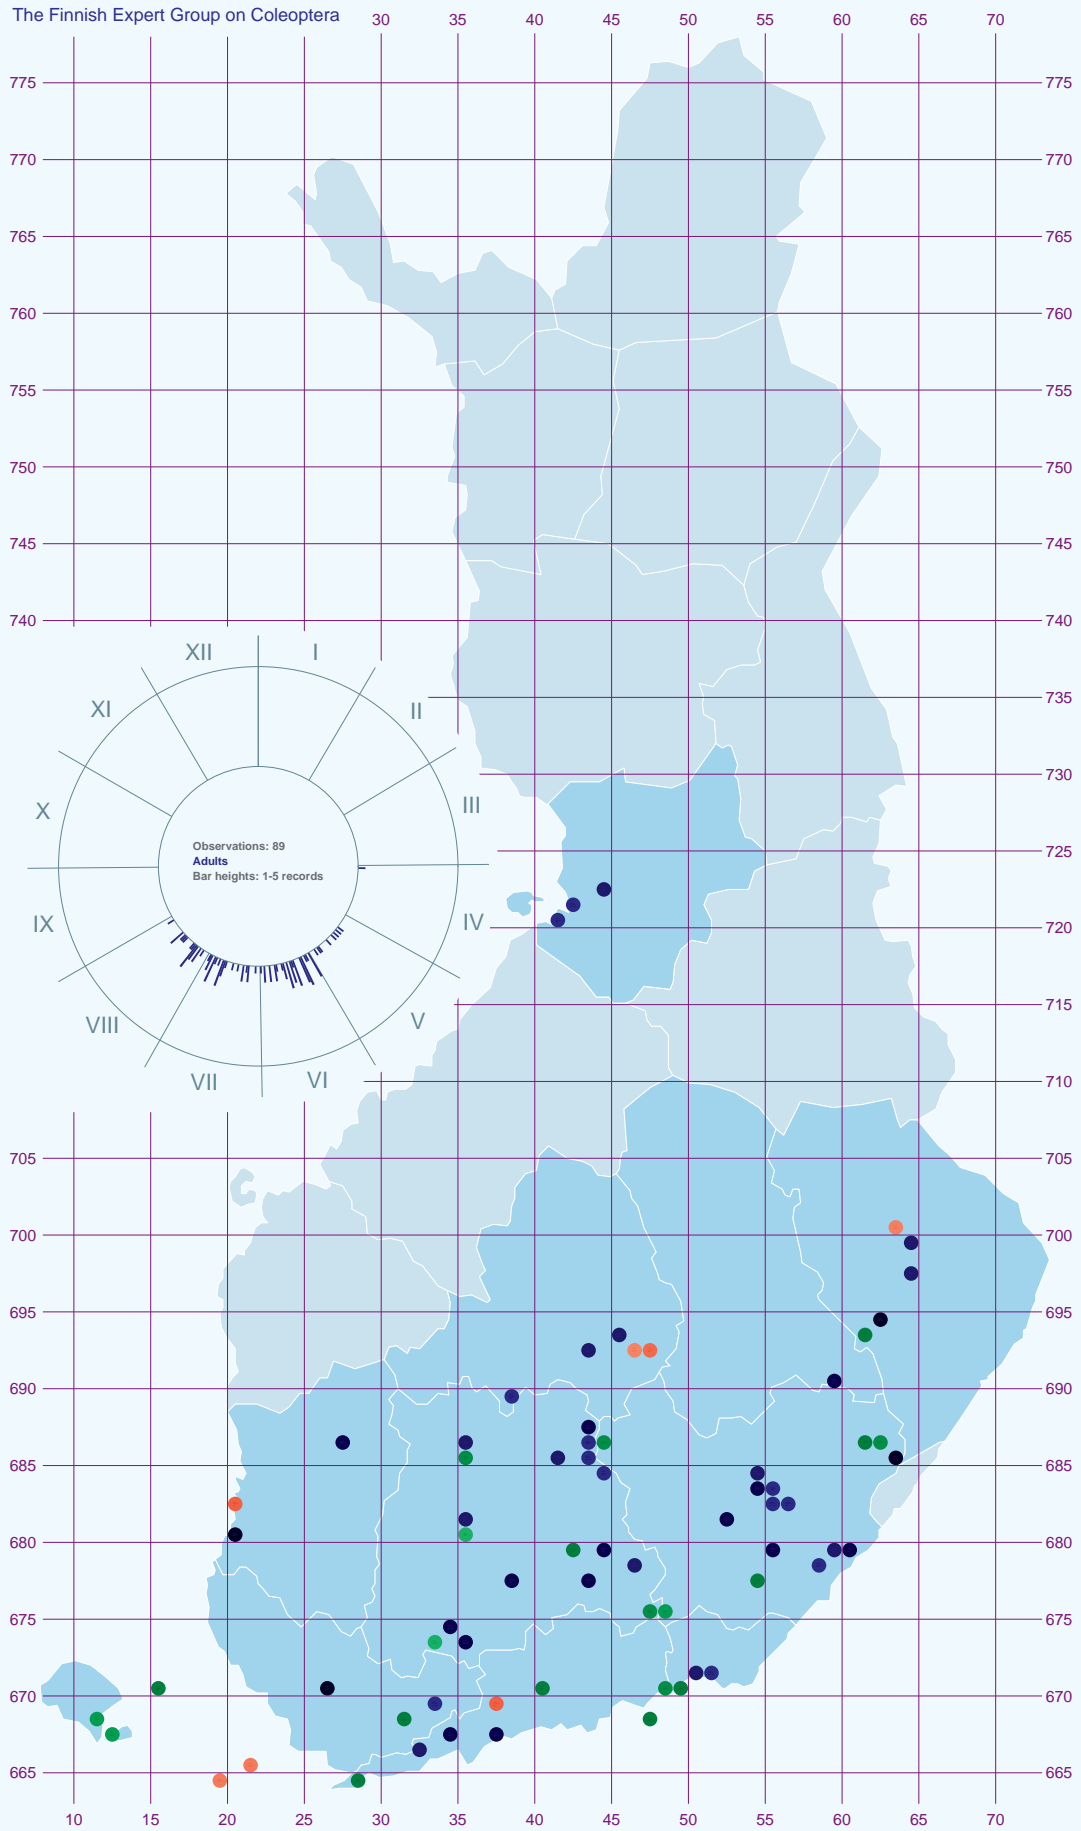 The Finnish Expert Group on Coleoptera
30 35 40 45 50 55 60 65 70
775 775
770 770
765 765
760 760
755 755
750 750
745 745
740 740
XII I
735
XI II
730
X III
725
Observations: 89
Adults
Bar heights: 1-5 records
IX IV
720
VIII V
715
VII VI
710
705 705
700 700
695 695
690 690
685 685
680 680
675 675
670 670
665 665
10 15 20 25 30 35 40 45 50 55 60 65 70